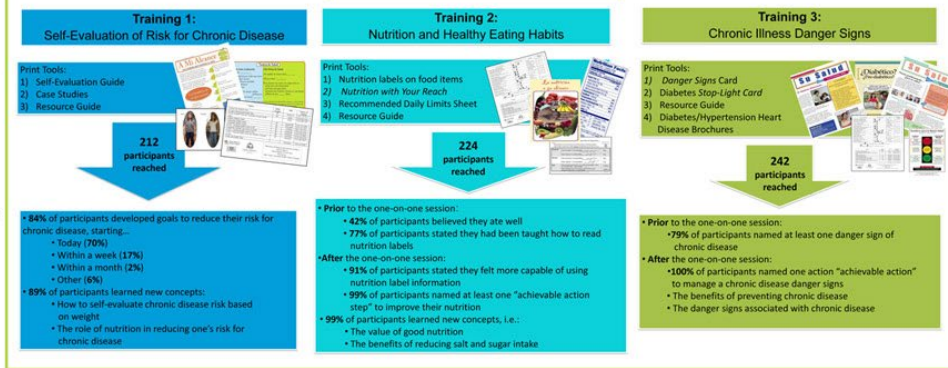 Training 1:
Self-Evaluation of Risk for Chronic Disease
Print Tools:
1) Self-Evaluation Guide
2) Case Studies
3) Resource Guide
A Mi Alcance
212
participants
reached
• 84% of participants developed goals to reduce their risk for
chronic disease, starting…
• Today (70%)
• Within a week (17%)
• Within a month (2%)
• Other (6%)
• 89% of participants learned new concepts:
• How to self-evaluate chronic disease risk based
on weight
• The role of nutrition in reducing one's risk for
chronic disease
Training 2:
Nutrition and Healthy Eating Habits
Print Tools:
1) Nutrition labels on food items
2) Nutrition with Your Reach
3) Recommended Daily Limits Sheet
4) Resource Guide
224
participants
reached
• Prior to the one-on-one session:
• 42% of participants believed they ate well
• 77% of participants stated they had been taught how to read
nutrition labels
•After the one-on-one session:
• 91% of participants stated they felt more capable of using
nutrition label information
• 99% of participants named at least one "achievable action
step" to improve their nutrition
• 99% of participants learned new concepts, i.e.:
• The value of good nutrition
• The benefits of reducing salt and sugar intake
Training 3:
Chronic Illness Danger Signs
Print Tools:
1) Danger Signs Card
2) Diabetes Stop-Light Card
3) Resource Guide
4) Diabetes/Hypertension Heart
Disease Brochures
Su Salud
¿Diabético?
Su Salud
242
participants
reached
• Prior to the one-on-one session:
•79% of participants named at least one danger sign of
chronic disease
• After the one-on-one session:
•100% of participants named one action "achievable action"
to manage a chronic disease danger signs
• The benefits of preventing chronic disease
• The danger signs associated with chronic disease